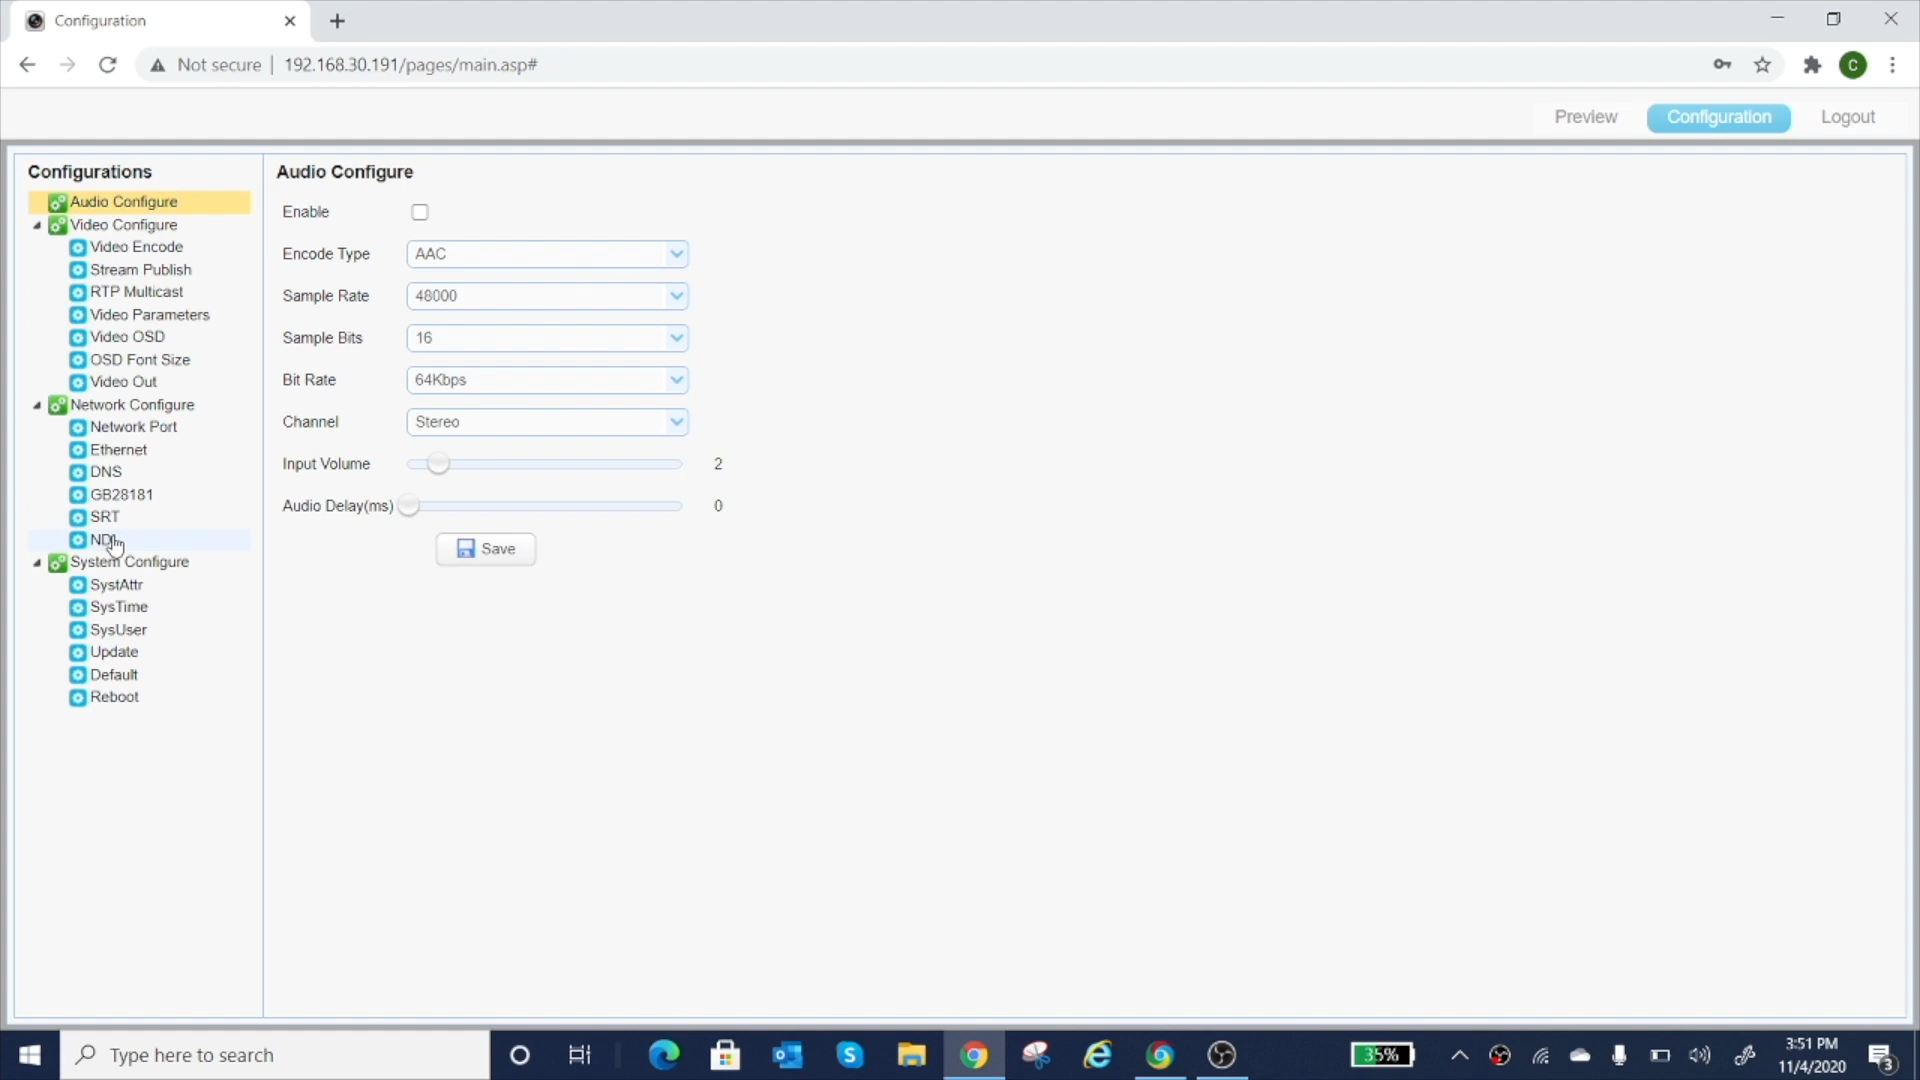 Configuration
Not secure
192.168.30.191/pages/main.asp#
C
Preview
Configuration
Logout
Configurations
Audio Configure
Video Configure
Video Encode
Stream Publish
RTP Multicast
Video Parameters
Video OSD
OSD Font Size
Video Out
Network Configure
Network Port
Ethernet
DNS
GB28181
SRT
NDI
System Configure
SystAttr
SysTime
SysUser
Update
Default
Reboot
Audio Configure
Enable
Encode Type AAC
Sample Rate 48000
Sample Bits 16
Bit Rate 64Kbps
Channel Stereo
Input Volume 2
Audio Delay(ms) 0
Save
Type here to search
35%
3:51 PM
11/4/2020
3